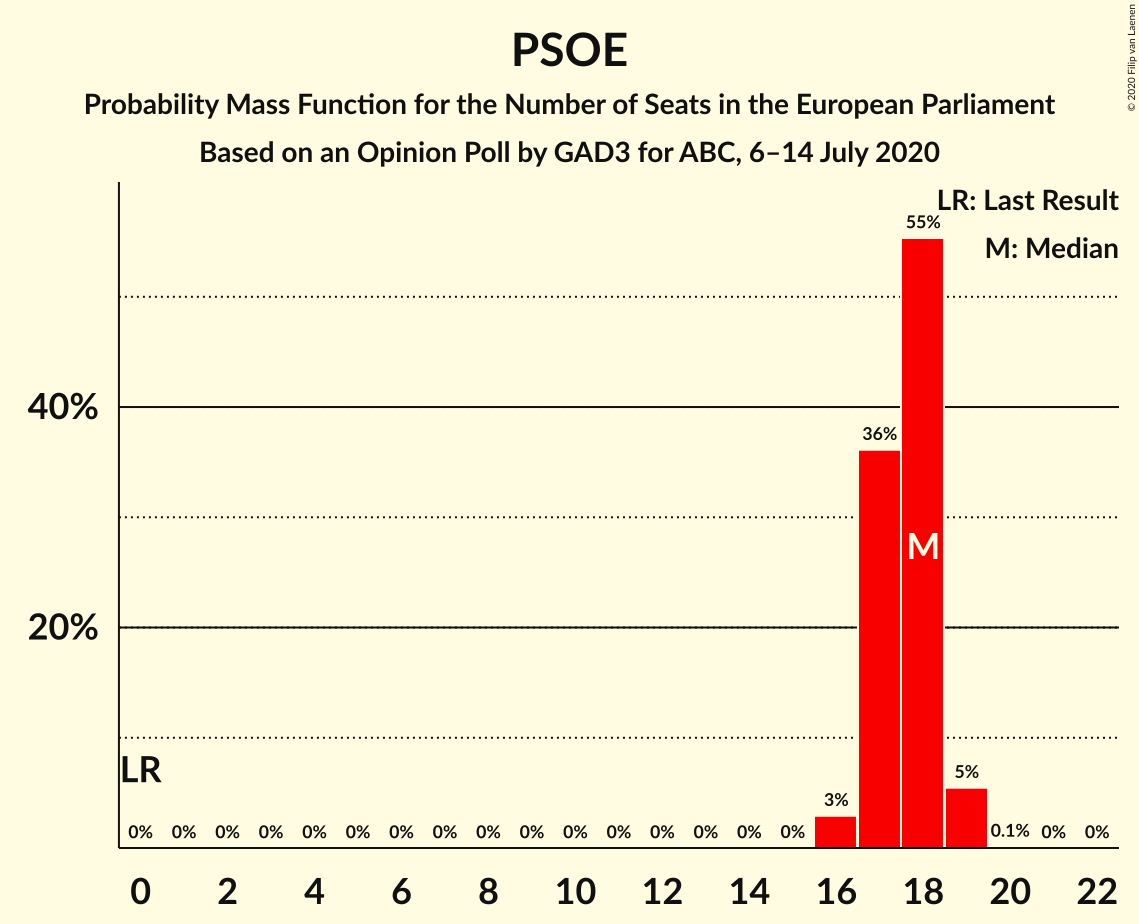 PSOE
Probability Mass Function for the Number of Seats in the European Parliament
Based on an Opinion Poll by GAD3 for ABC, 6–14 July 2020
© 2020 Filip van Laenen
LR: Last Result
M: Median
55%
40%
36%
M
20%
LR
5%
3%
0% 0% 0% 0% 0% 0% 0% 0% 0% 0% 0% 0% 0% 0% 0% 0% 0.1% 0% 0%
0 2 4 6 8 10 12 14 16 18 20 22